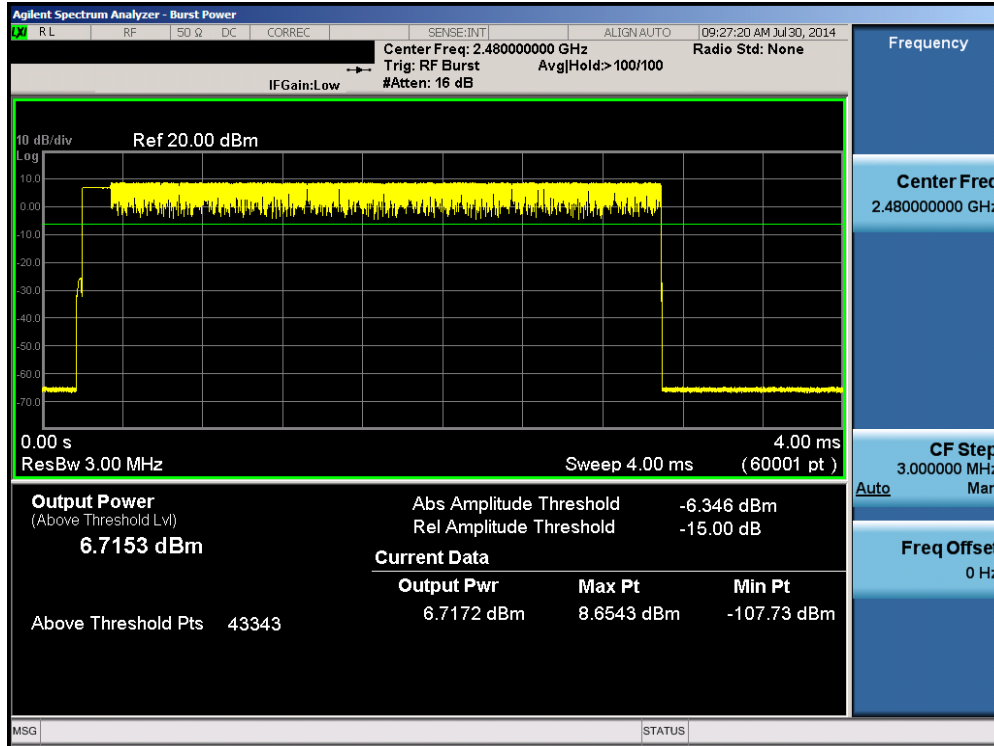 Agilent Spectrum Analyzer - Burst Power
LXI RL RF 50 Ω DC CORREC SENSE:INT ALIGN AUTO 09:27:20 AM Jul 30, 2014
Center Freq: 2.480000000 GHz Radio Std: None
Trig: RF Burst Avg|Hold:>100/100
IFGain:Low #Atten: 16 dB
10 dB/div Ref 20.00 dBm
Log
10.0
0.00
-10.0
-20.0
-30.0
-40.0
-50.0
-60.0
-70.0
0.00 s 4.00 ms
ResBw 3.00 MHz Sweep 4.00 ms (60001 pt)
Output Power
(Above Threshold Lvl)
6.7153 dBm
Above Threshold Pts 43343
Abs Amplitude Threshold -6.346 dBm
Rel Amplitude Threshold -15.00 dB
Current Data
Output Pwr Max Pt Min Pt
6.7172 dBm 8.6543 dBm -107.73 dBm
Frequency
Center Freq
2.480000000 GHz
CF Step
3.000000 MHz
Auto Man
Freq Offset
0 Hz
MSG STATUS